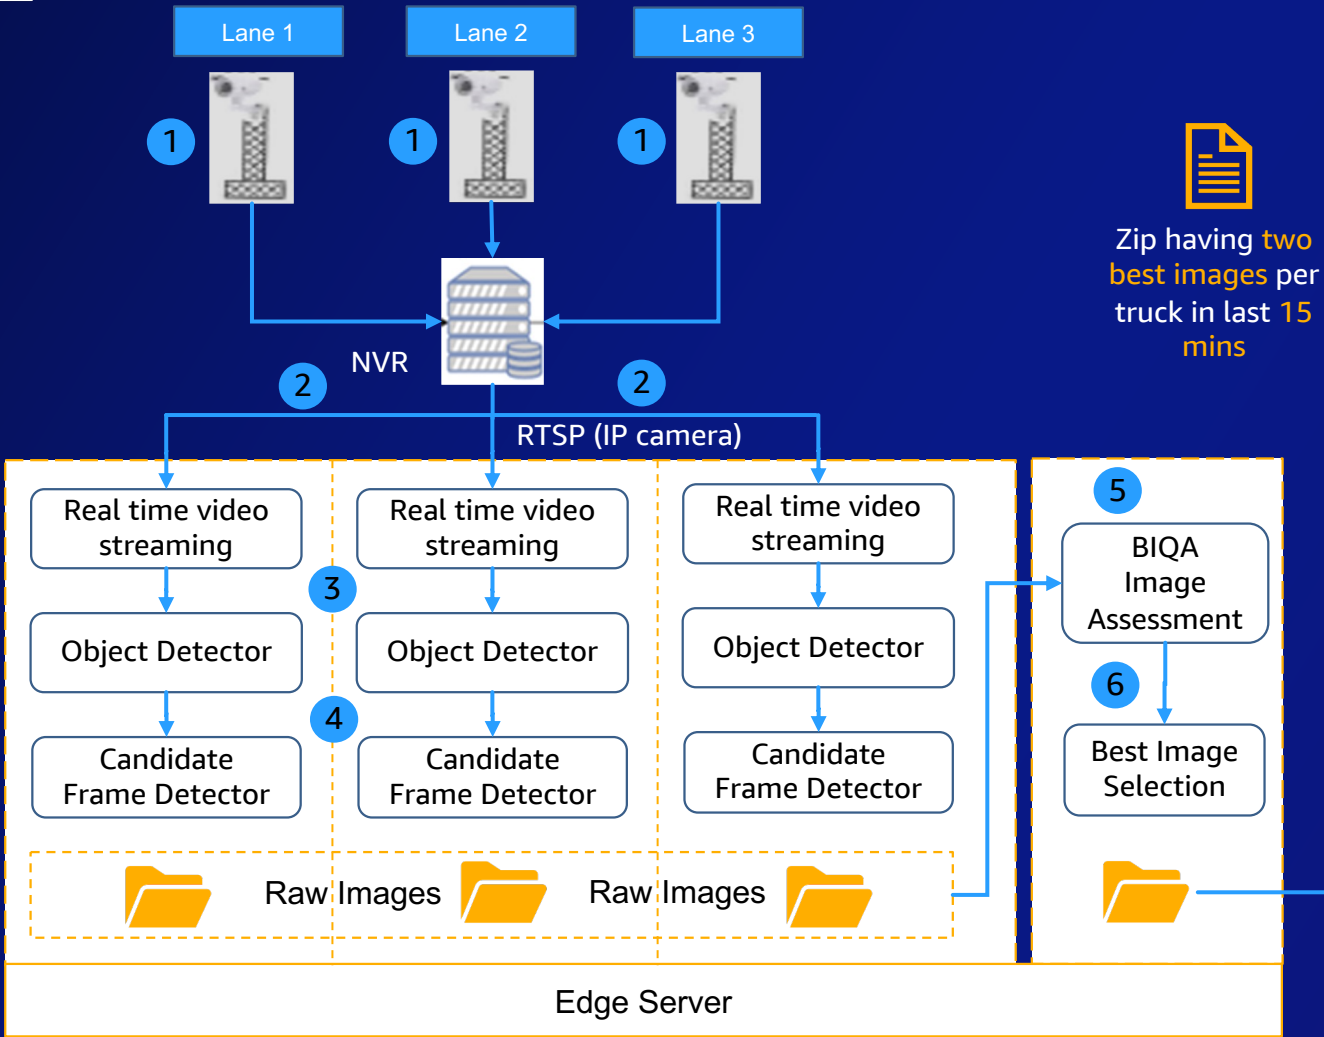 Lane 1
Lane 2
Lane 3
1
1
1
Zip having two
best images per
truck in last 15
mins
NVR
2
2
RTSP (IP camera)
Real time video
streaming
Real time video
streaming
Real time video
streaming
5
BIQA
Image
Assessment
3
Object Detector
Object Detector
Object Detector
6
4
Candidate
Frame Detector
Candidate
Frame Detector
Candidate
Frame Detector
Best Image
Selection
Raw Images
Raw Images
Edge Server